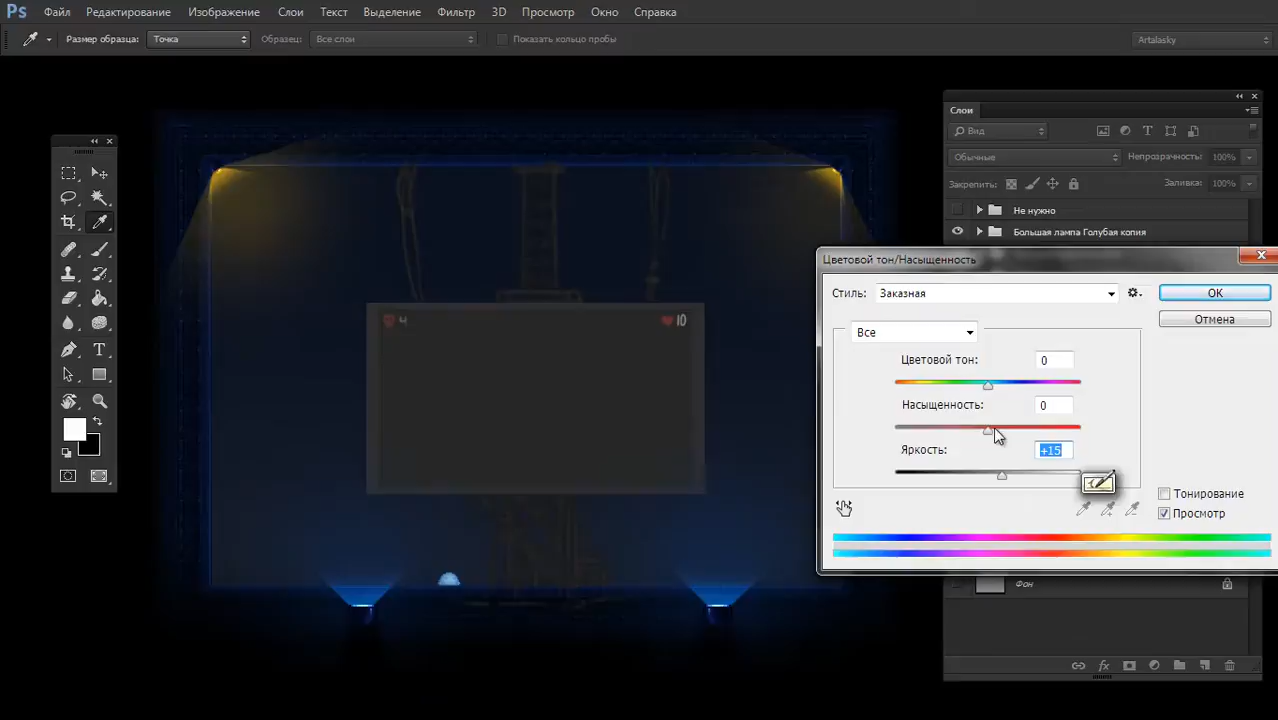 Ps Файл Редактирование Изображение Слои Текст Выделение Фильтр 3D Просмотр Окно Справка
Размер образца: Точка Образец: Все слои Показать кольцо пробы Artalasky
Слои
Вид
Обычные Непрозрачность: 100%
Закрепить: Заливка: 100%
Не нужно
Большая лампа Голубая копия
Цветовой тон/Насыщенность
Стиль: Заказная OK
Отмена
Все
Цветовой тон: 0
Насыщенность: 0
Яркость: +15
Тонирование
Просмотр
4 10
Фон
T
fx